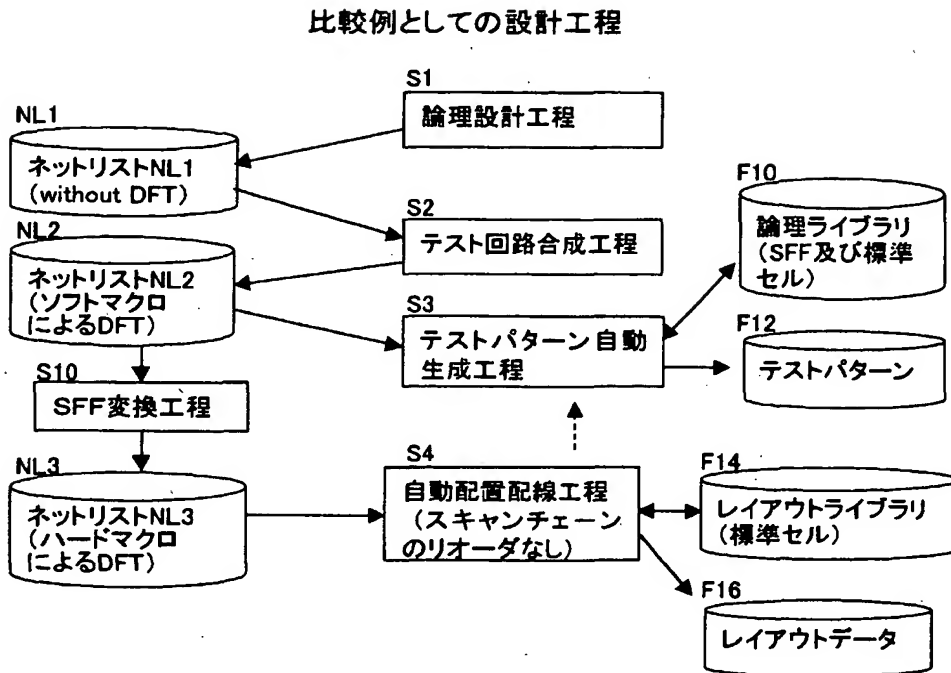 比較例としての設計工程
S1
論理設計工程
NL1
ネットリストNL1
(without DFT)
S2
テスト回路合成工程
F10
論理ライブラリ
(SFF及び標準
セル)
NL2
ネットリストNL2
(ソフトマクロ
によるDFT)
S3
テストパターン自動
生成工程
F12
テストパターン
S10
SFF変換工程
NL3
ネットリストNL3
(ハードマクロ
によるDFT)
S4
自動配置配線工程
(スキャンチェーン
のリオーダなし)
F14
レイアウトライブラリ
(標準セル)
F16
レイアウトデータ